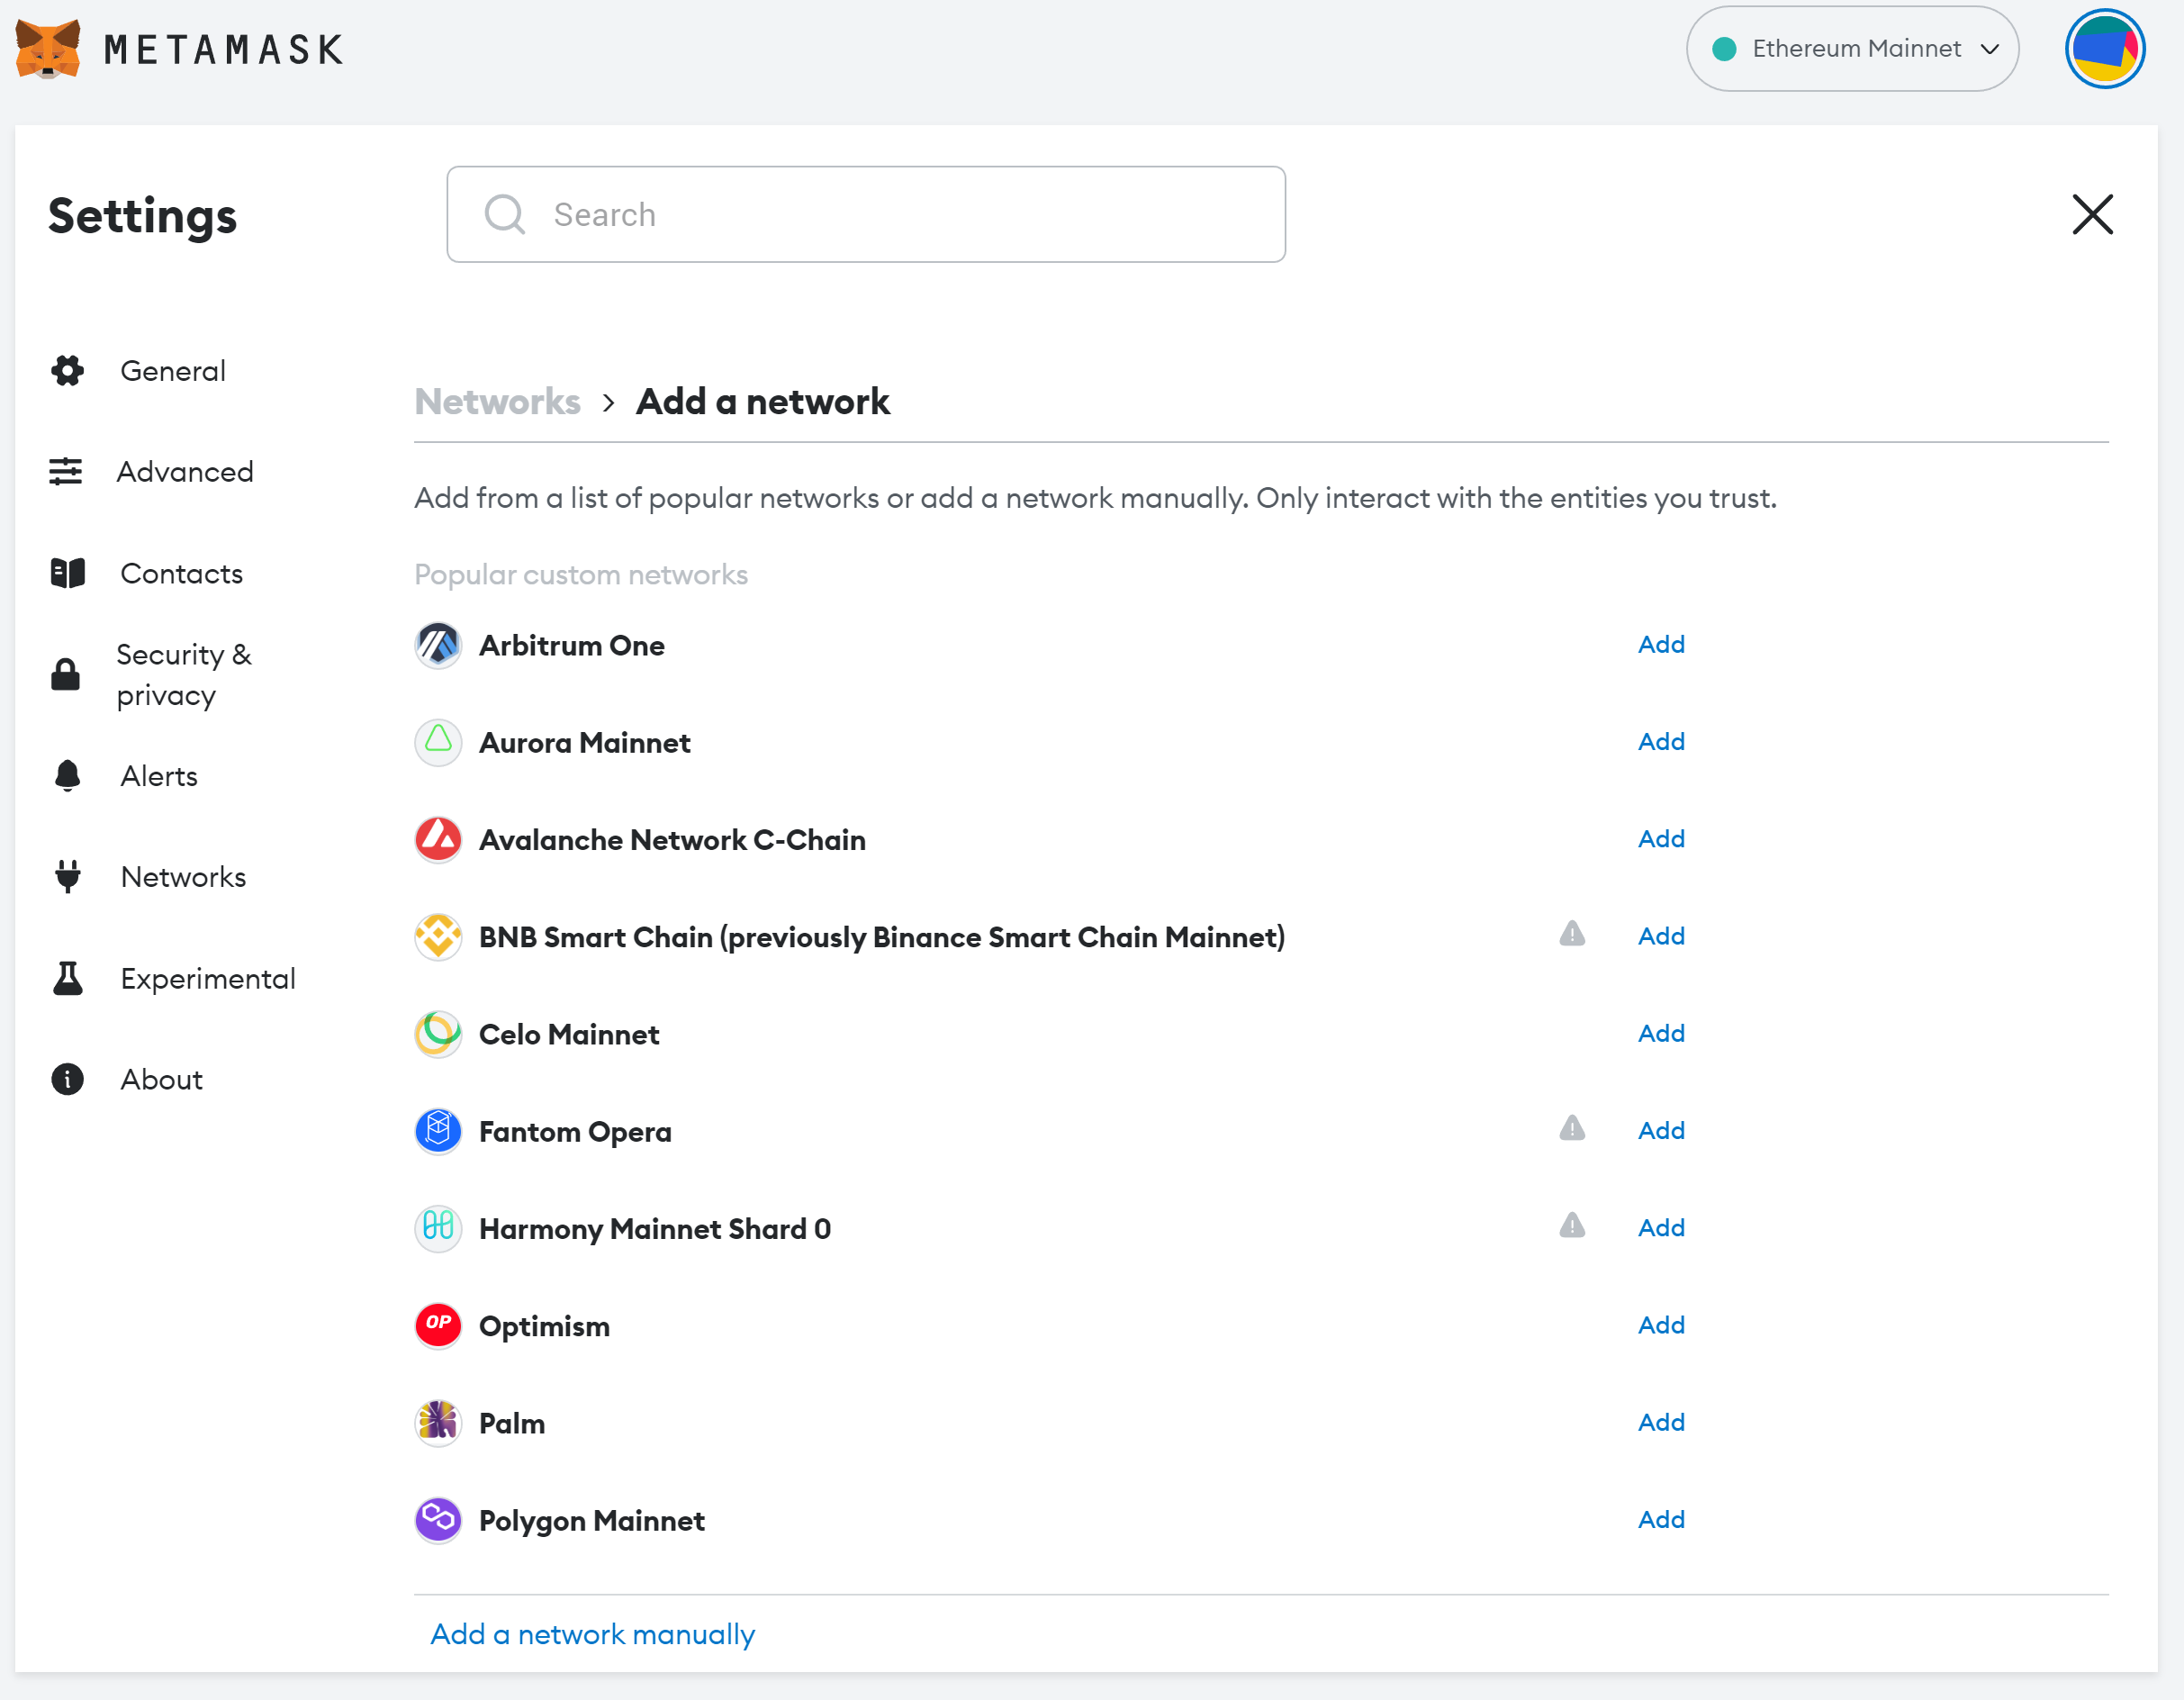 METAMASK
Ethereum Mainnet
Settings
Search
General
Advanced
Contacts
Security &
privacy
Alerts
Networks
Experimental
About
Networks > Add a network
Add from a list of popular networks or add a network manually. Only interact with the entities you trust.
Popular custom networks
Arbitrum One Add
Aurora Mainnet Add
Avalanche Network C-Chain Add
BNB Smart Chain (previously Binance Smart Chain Mainnet) Add
Celo Mainnet Add
Fantom Opera Add
Harmony Mainnet Shard 0 Add
OP Optimism Add
Palm Add
Polygon Mainnet Add
Add a network manually